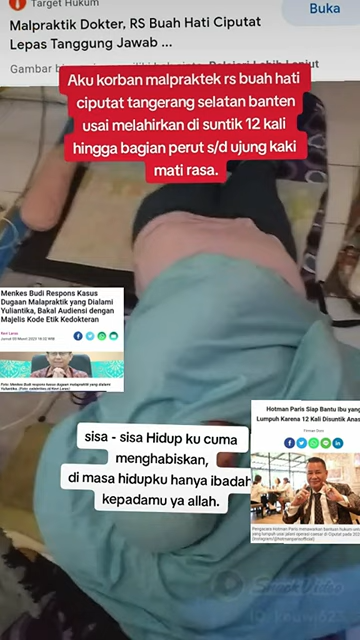 Target Hukum
Buka
Malpraktik Dokter, RS Buah Hati Ciputat
Lepas Tanggung Jawab ...
Gambar
Aku korban malpraktek rs buah hati
ciputat tangerang selatan banten
usai melahirkan di suntik 12 kali
hingga bagian perut s/d ujung kaki
mati rasa.
Menkes Budi Respons Kasus
Dugaan Malapraktik yang Dialami
Yuliantika, Bakal Audiensi dengan
Majelis Kode Etik Kedokteran
Hotman Paris Siap Bantu ibu yang
Lumpuh Karena 12 Kali Disuntik Anas
sisa - sisa Hidup ku cuma
menghabiskan,
di masa hidupku hanya ibadah
kepadamu ya allah.
Snack Video